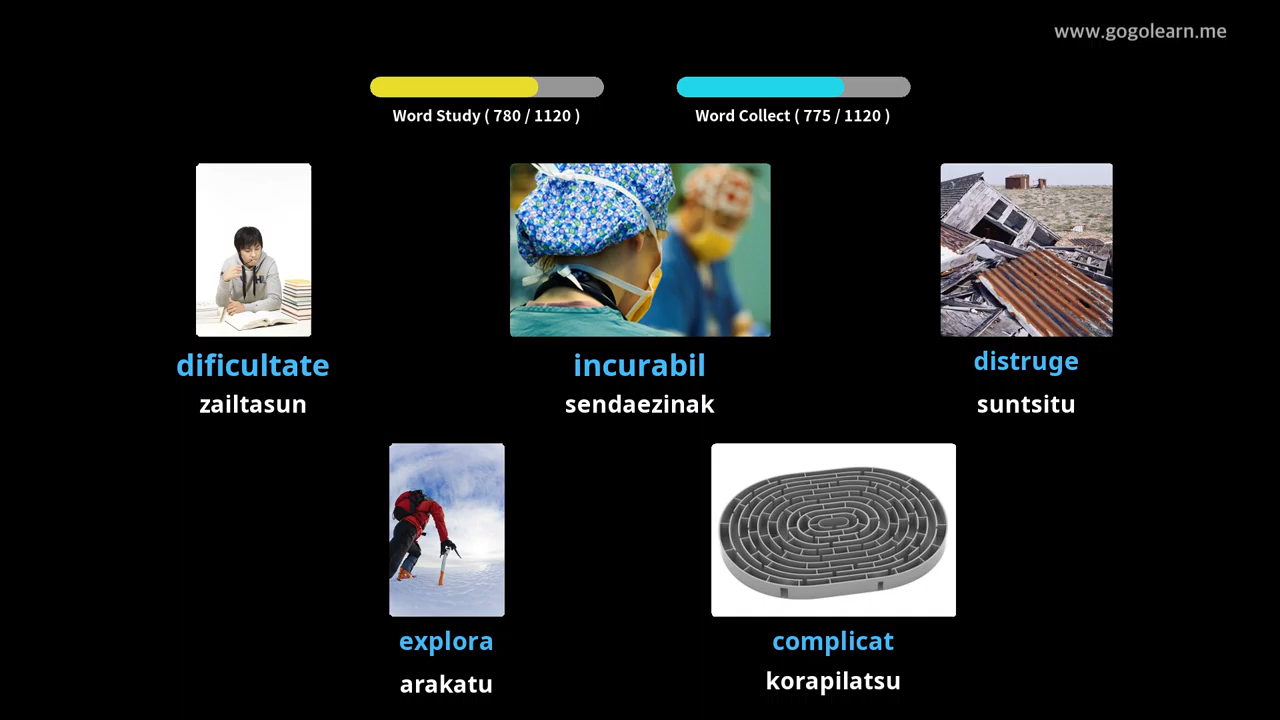 www.gogolearn.me
Word Study ( 780 / 1120 )
Word Collect ( 775 / 1120 )
dificultate
zailtasun
incurabil
sendaezinak
distruge
suntsitu
explora
arakatu
complicat
korapilatsu